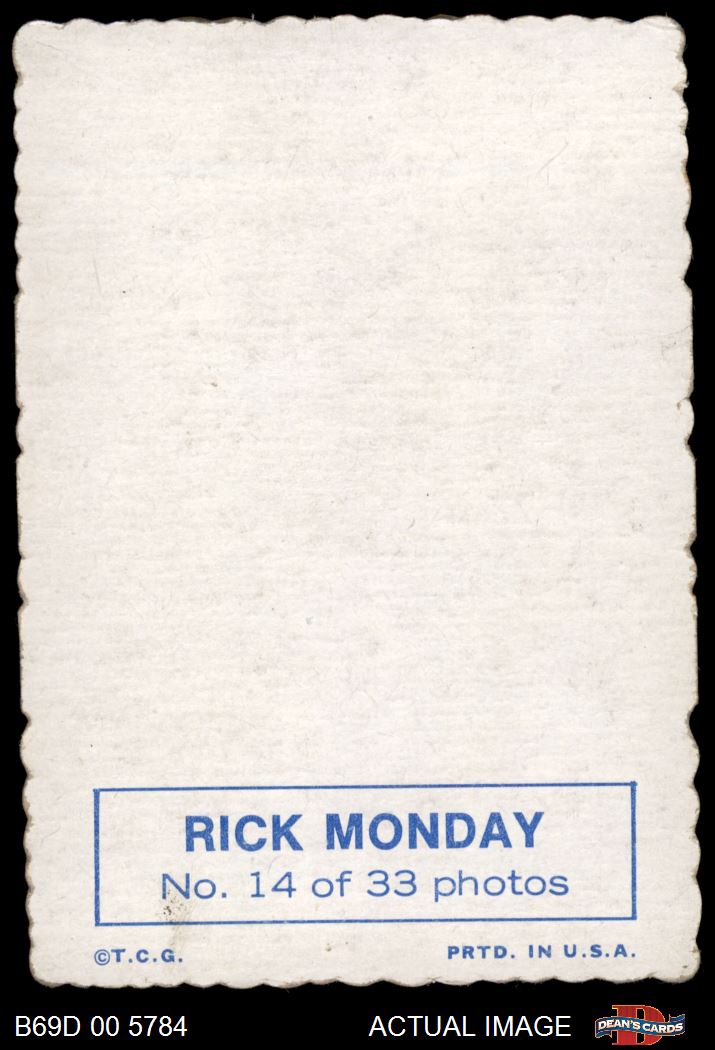 RICK MONDAY
No. 14 of 33 photos
©T.C.G. PRTD. IN U.S.A.
B69D 00 5784 ACTUAL IMAGE DEAN'S CARDS